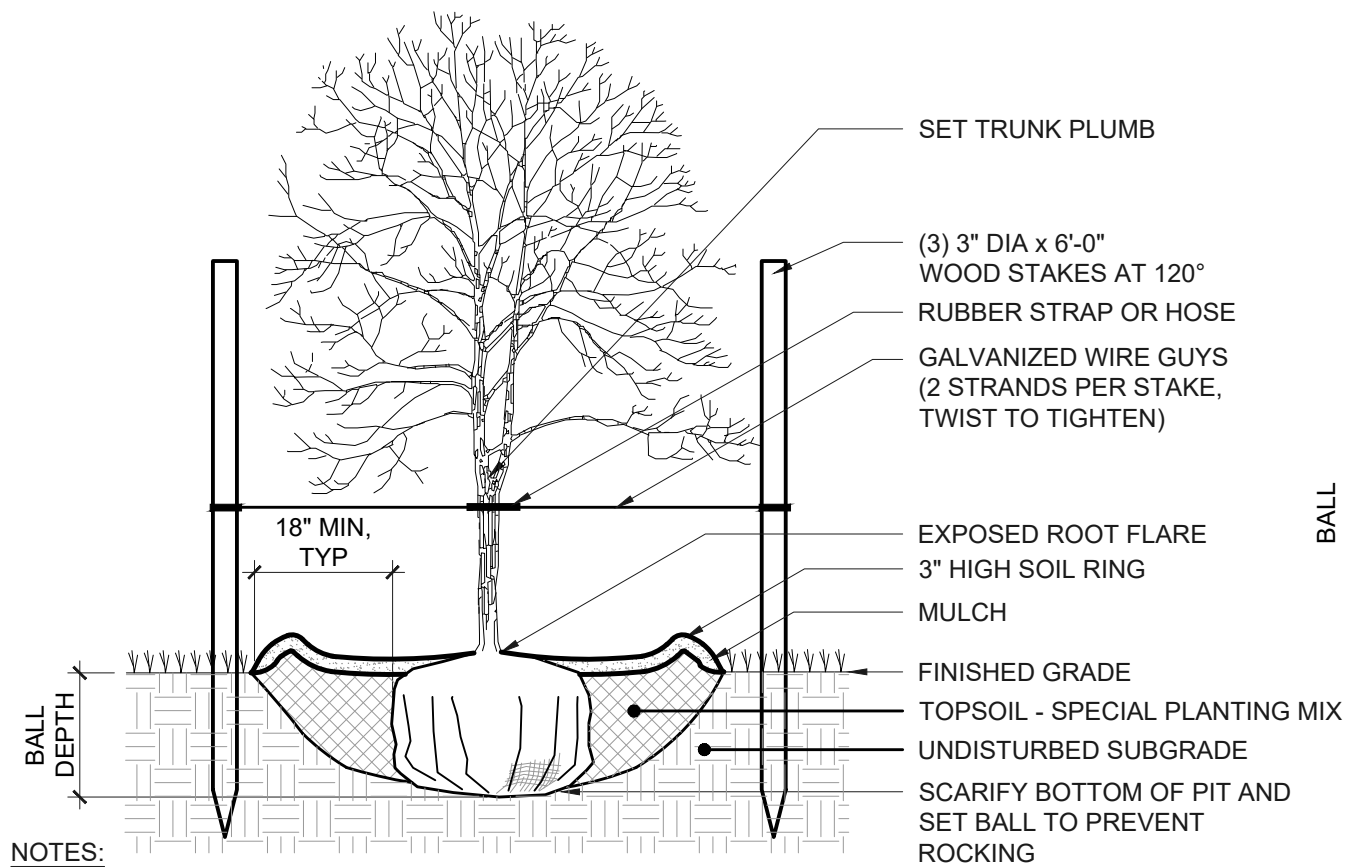 SET TRUNK PLUMB
(3) 3" DIA x 6'-0"
WOOD STAKES AT 120°
RUBBER STRAP OR HOSE
GALVANIZED WIRE GUYS
(2 STRANDS PER STAKE,
TWIST TO TIGHTEN)
18" MIN,
TYP
EXPOSED ROOT FLARE
3" HIGH SOIL RING
MULCH
FINISHED GRADE
TOPSOIL - SPECIAL PLANTING MIX
UNDISTURBED SUBGRADE
SCARIFY BOTTOM OF PIT AND
SET BALL TO PREVENT
ROCKING
BALL
DEPTH
BALL
NOTES: